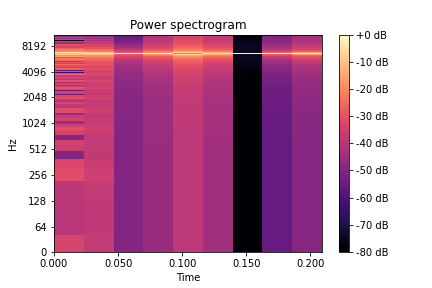 Power spectrogram
8192
4096
2048
1024
512
256
128
64
0
Hz
0.000 0.050 0.100 0.150 0.200
Time
+0 dB
-10 dB
-20 dB
-30 dB
-40 dB
-50 dB
-60 dB
-70 dB
-80 dB